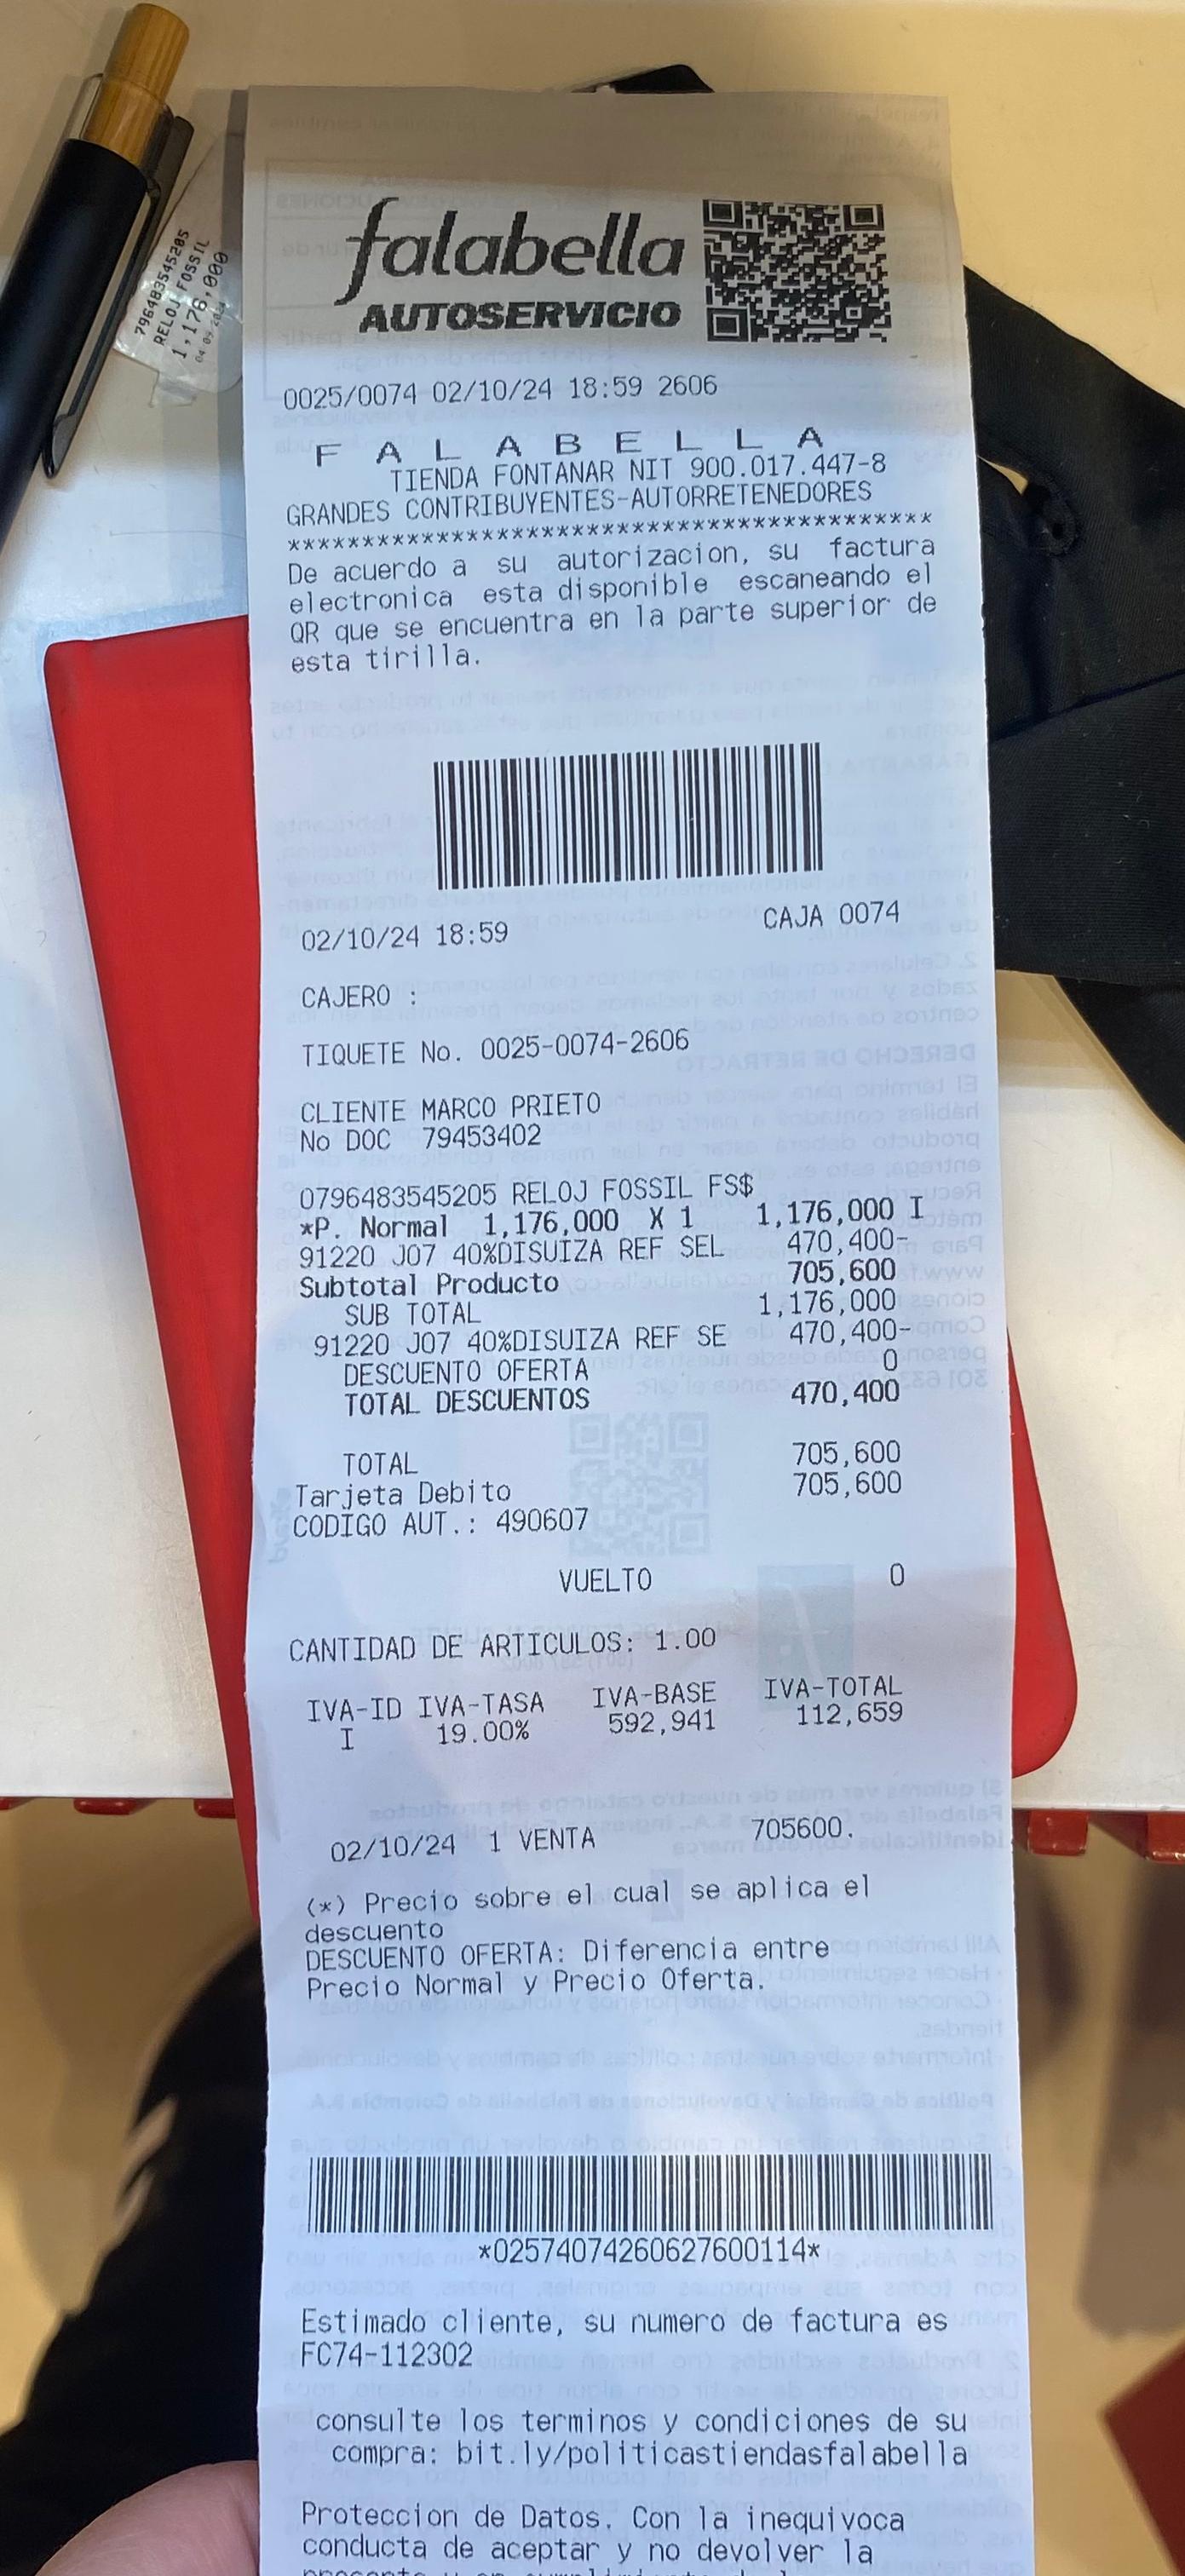 796483545205
RELOJ FOSSIL
1,176,000
falabella
AUTOSERVICIO
0025/0074 02/10/24 18:59 2606
F A L A B E L L A
TIENDA FONTANAR NIT 900.017.447-8
GRANDES CONTRIBUYENTES-AUTORRETENEDORES
*******************************************
De acuerdo a su autorizacion, su factura
electronica esta disponible escaneando el
QR que se encuentra en la parte superior de
esta tirilla.
02/10/24 18:59 CAJA 0074
CAJERO :
TIQUETE No. 0025-0074-2606
CLIENTE MARCO PRIETO
No DOC 79453402
0796483545205 RELOJ FOSSIL FS$
*P. Normal 1,176,000 X 1 1,176,000 I
91220 J07 40%DISUIZA REF SEL 470,400-
Subtotal Producto 705,600
SUB TOTAL 1,176,000
91220 J07 40%DISUIZA REF SE 470,400-
DESCUENTO OFERTA 0
TOTAL DESCUENTOS 470,400
TOTAL 705,600
Tarjeta Debito 705,600
CODIGO AUT.: 490607
VUELTO 0
CANTIDAD DE ARTICULOS: 1.00
IVA-ID IVA-TASA IVA-BASE IVA-TOTAL
I 19.00% 592,941 112,659
02/10/24 1 VENTA 705600.
(*) Precio sobre el cual se aplica el
descuento
DESCUENTO OFERTA: Diferencia entre
Precio Normal y Precio Oferta.
*02574074260627600114*
Estimado cliente, su numero de factura es
FC74-112302
consulte los terminos y condiciones de su
compra: bit.ly/politicastiendasfalabella
Proteccion de Datos. Con la inequivoca
conducta de aceptar y no devolver la